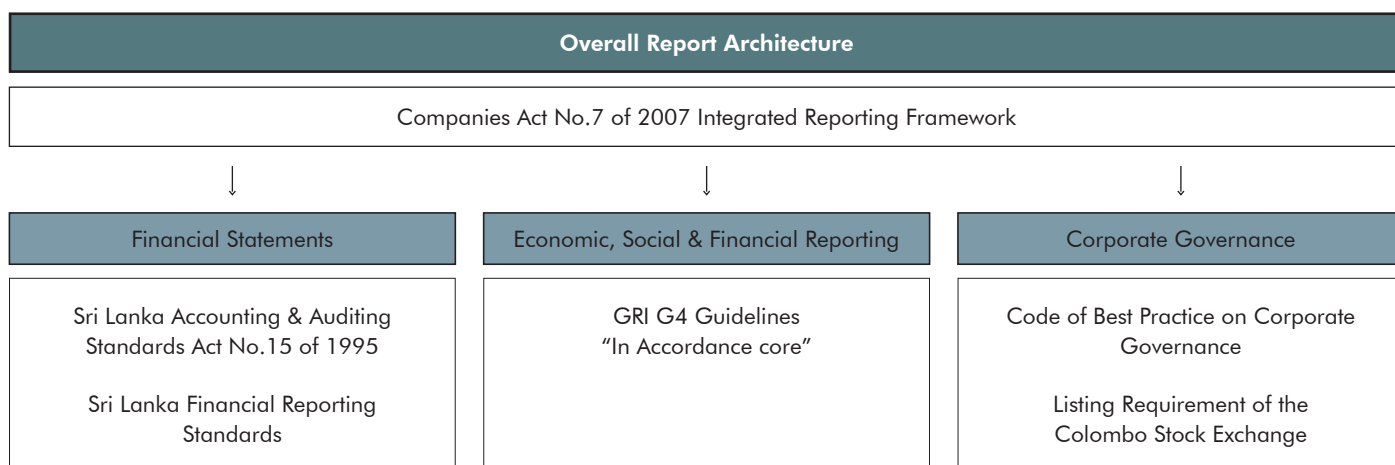 Overall Report Architecture
Companies Act No.7 of 2007 Integrated Reporting Framework
Financial Statements
Sri Lanka Accounting & Auditing
Standards Act No.15 of 1995
Sri Lanka Financial Reporting
Standards
Economic, Social & Financial Reporting
GRI G4 Guidelines
“In Accordance core”
Corporate Governance
Code of Best Practice on Corporate
Governance
Listing Requirement of the
Colombo Stock Exchange